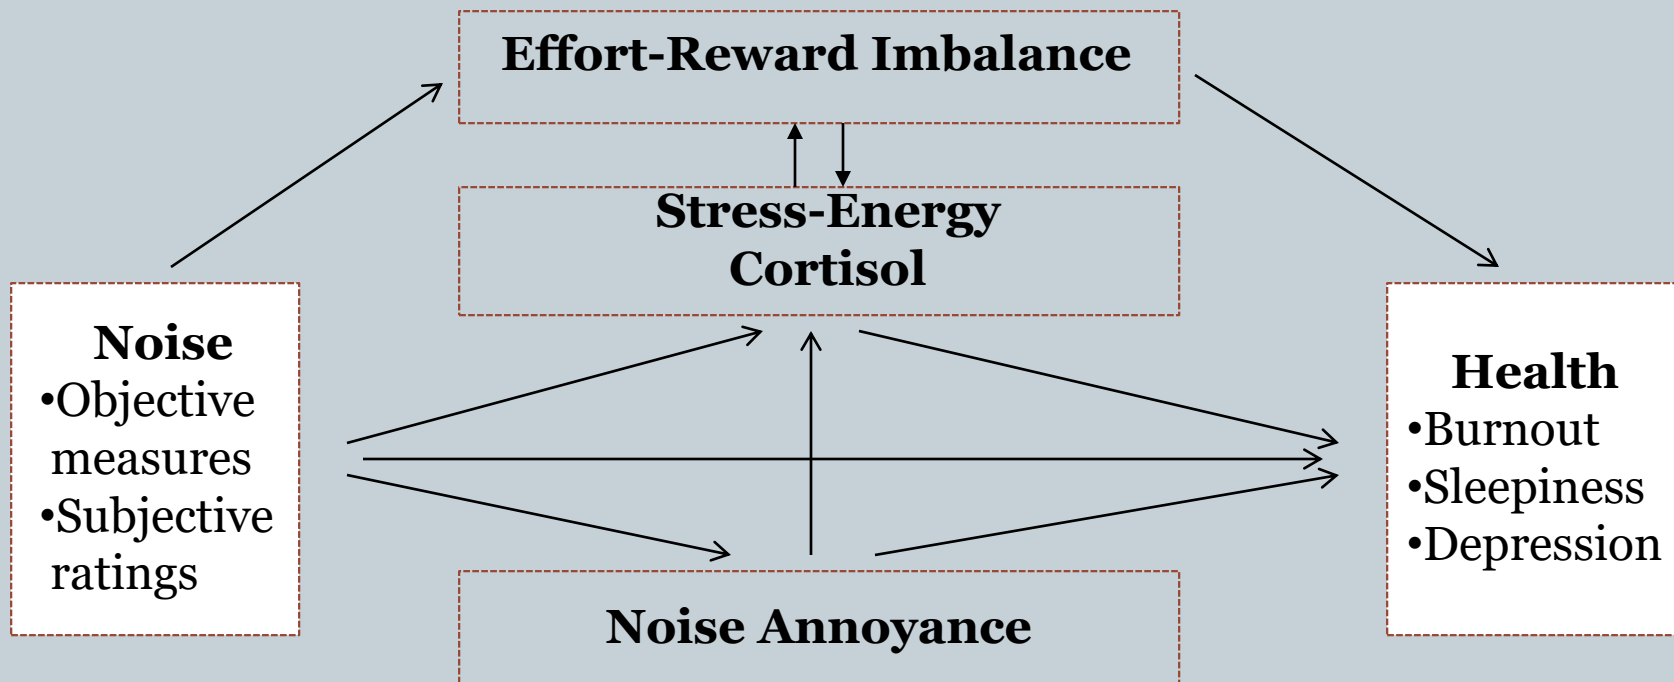 Effort-Reward Imbalance
Stress-Energy
Cortisol
Noise
•Objective
measures
•Subjective
ratings
Health
•Burnout
•Sleepiness
•Depression
Noise Annoyance